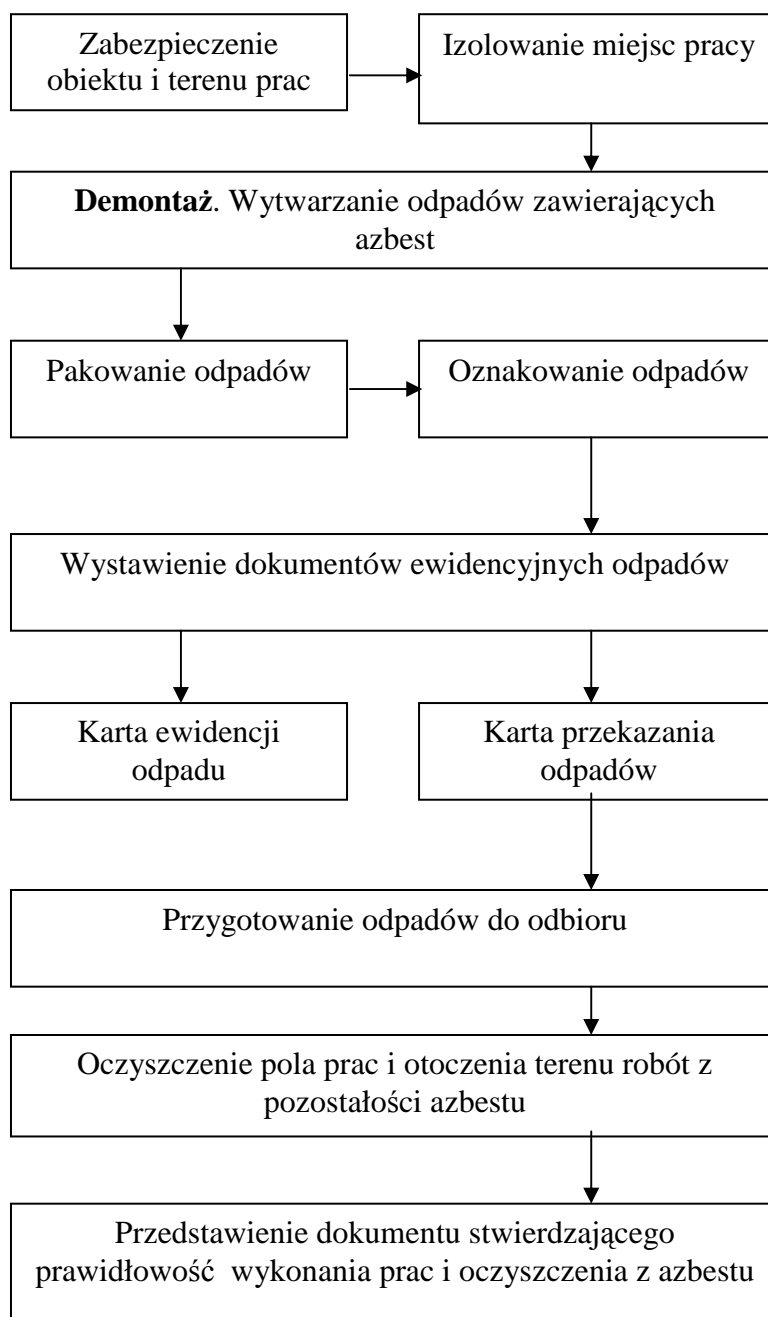 Zabezpieczenie
obiektu i terenu prac
Izolowanie miejsc pracy
Demontaż. Wytwarzanie odpadów zawierających
azbest
Pakowanie odpadów
Oznakowanie odpadów
Wystawienie dokumentów ewidencyjnych odpadów
Karta ewidencji
odpadu
Karta przekazania
odpadów
Przygotowanie odpadów do odbioru
Oczyszczenie pola prac i otoczenia terenu robót z
pozostałości azbestu
Przedstawienie dokumentu stwierdzającego
prawidłowość wykonania prac i oczyszczenia z azbestu